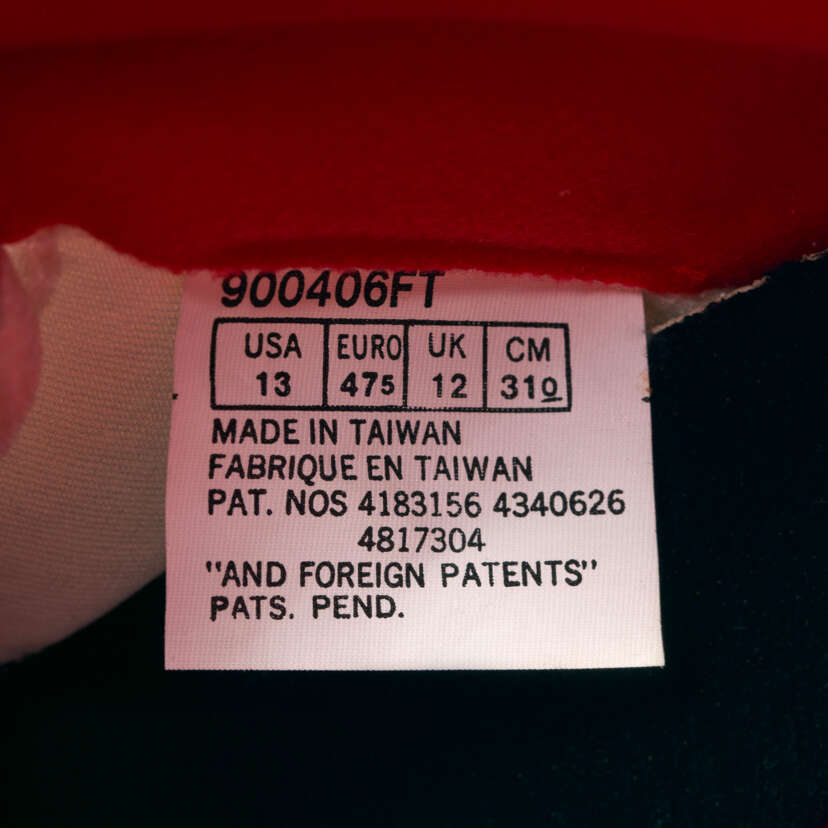 900406FT
USA EURO UK CM
13 475 12 310
MADE IN TAIWAN
FABRIQUE EN TAIWAN
PAT. NOS 4183156 4340626
4817304
"AND FOREIGN PATENTS"
PATS. PEND.